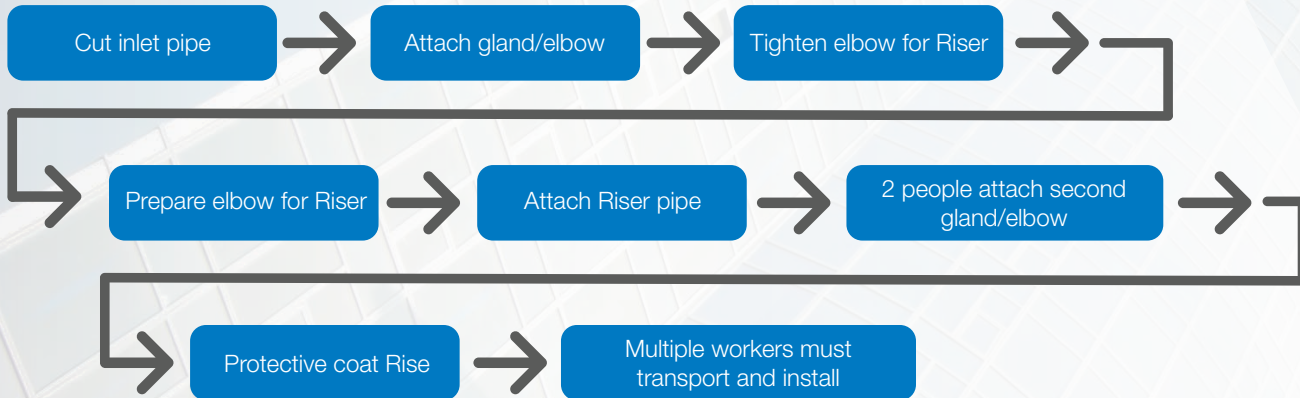 Cut inlet pipe
Attach gland/elbow
Tighten elbow for Riser
Prepare elbow for Riser
Attach Riser pipe
2 people attach second
gland/elbow
Protective coat Rise
Multiple workers must
transport and install